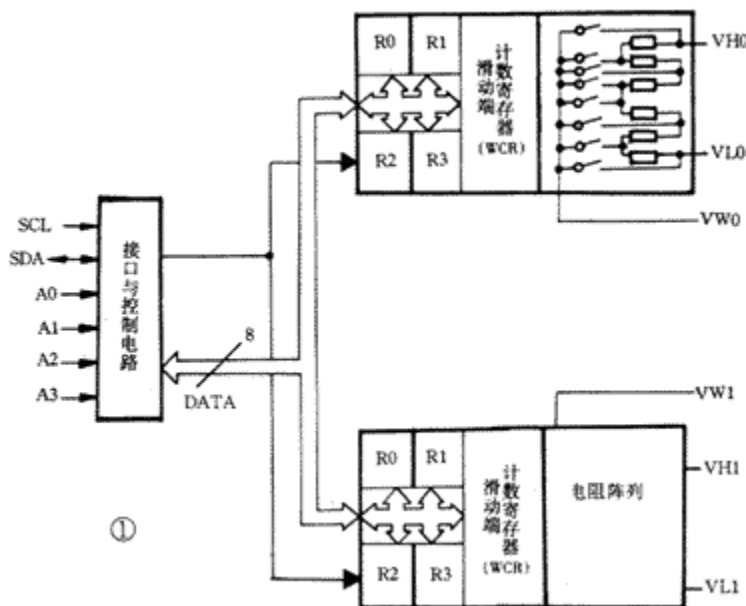 R0
R1
R2
R3
滑动端
计数寄存器
(WCR)
VH0
VL0
VW0
SCL
SDA
A0
A1
A2
A3
接口与控制电路
8
DATA
VW1
R0
R1
R2
R3
滑动端
计数寄存器
(WCR)
电阻阵列
VH1
VL1
①